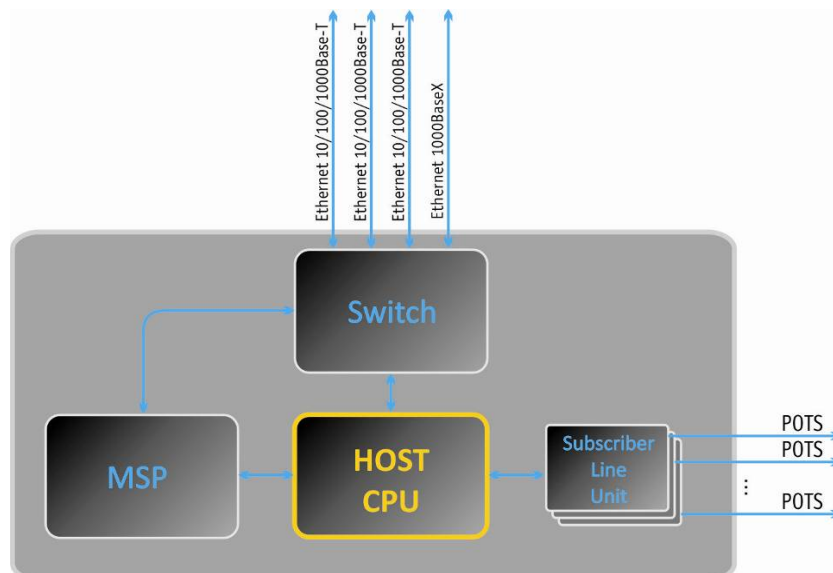 Ethernet 10/100/1000Base-T
Ethernet 10/100/1000Base-T
Ethernet 10/100/1000Base-T
Ethernet 1000BaseX
Switch
MSP
HOST
CPU
Subscriber
Line
Unit
POTS
POTS
...
POTS